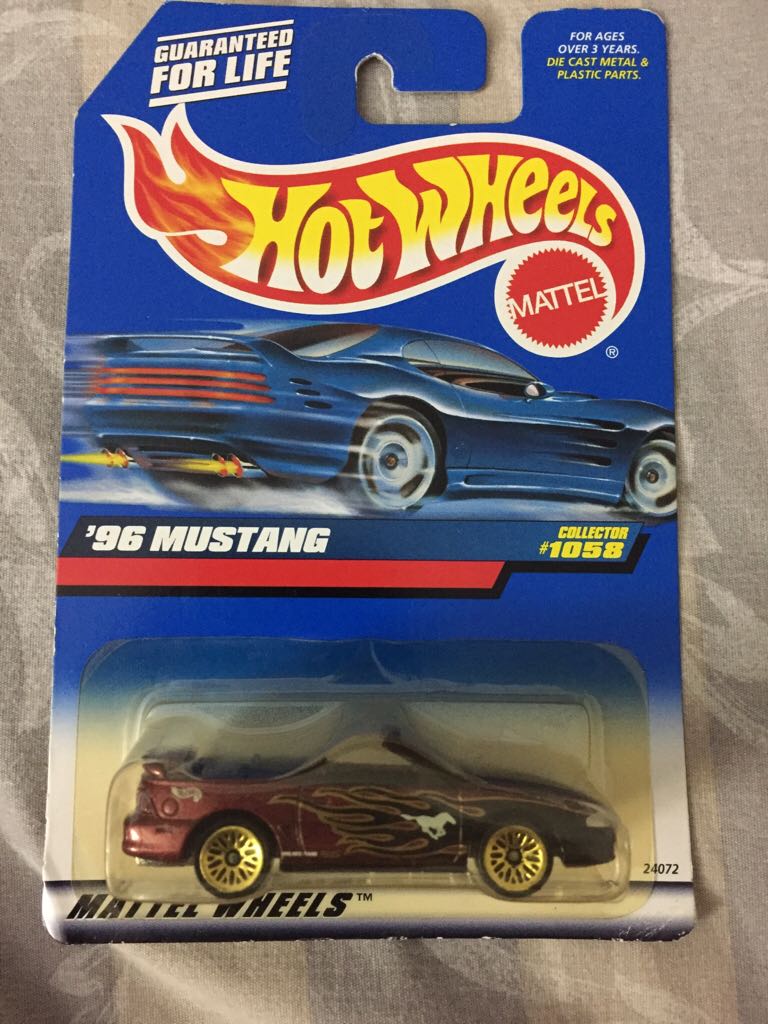 GUARANTEED
FOR LIFE
FOR AGES
OVER 3 YEARS.
DIE CAST METAL &
PLASTIC PARTS.
HOT WHEELS
MATTEL
®
'96 MUSTANG
COLLECTOR
#1058
24072
MATTEL WHEELS™